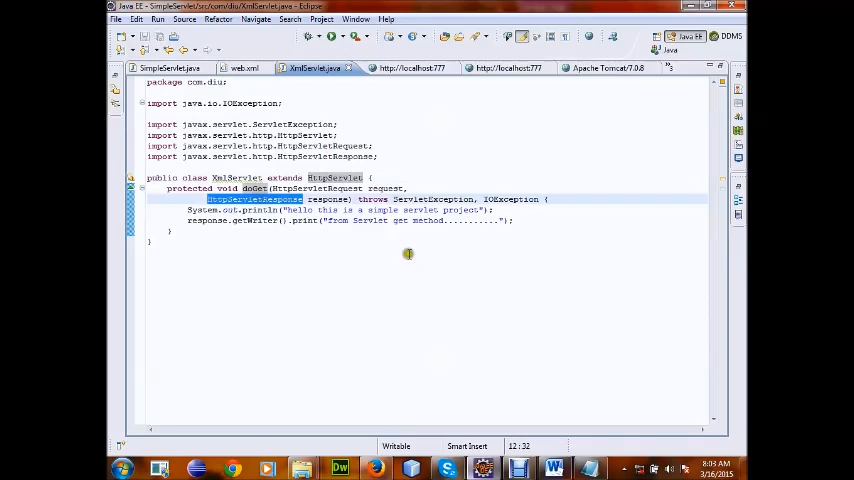 Java EE - SimpleServlet/src/com/diu/XmlServlet.java - Eclipse
File Edit Run Source Refactor Navigate Search Project Window Help
Java EE DDMS
Java
SimpleServlet.java web.xml XmlServlet.java http://localhost:777 http://localhost:777 Apache Tomcat/7.0.8 »3
package com.diu;
import java.io.IOException;
import javax.servlet.ServletException;
import javax.servlet.http.HttpServlet;
import javax.servlet.http.HttpServletRequest;
import javax.servlet.http.HttpServletResponse;
public class XmlServlet extends HttpServlet {
protected void doGet(HttpServletRequest request,
HttpServletResponse response) throws ServletException, IOException {
System.out.println("hello this is a simple servlet project");
response.getWriter().print("from Servlet get method...........");
}
}
Writable Smart Insert 12:32
Dw
8:03 AM
3/16/2015